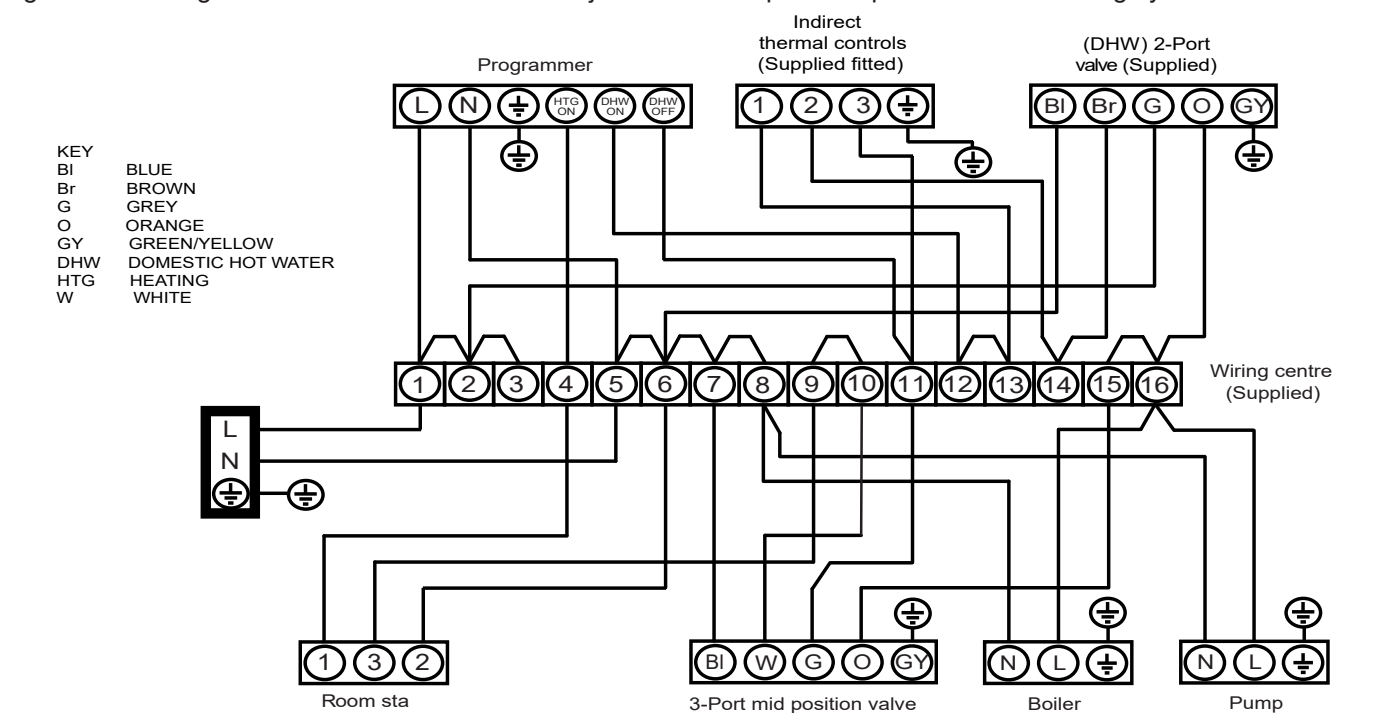 Indirect
thermal controls
(Supplied fitted)
(DHW) 2-Port
valve (Supplied)
Programmer
L N HTG ON DHW ON DHW OFF
1 2 3
Bl Br G O GY
KEY
Bl BLUE
Br BROWN
G GREY
O ORANGE
GY GREEN/YELLOW
DHW DOMESTIC HOT WATER
HTG HEATING
W WHITE
1 2 3 4 5 6 7 8 9 10 11 12 13 14 15 16
Wiring centre
(Supplied)
L
N
1 3 2
Bl W G O GY
N L
N L
Room sta
3-Port mid position valve
Boiler
Pump